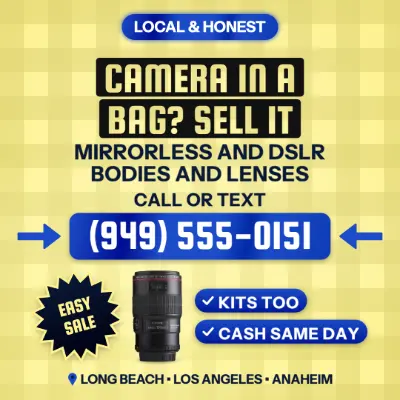 LOCAL & HONEST
CAMERA IN A
BAG? SELL IT
MIRRORLESS AND DSLR
BODIES AND LENSES
CALL OR TEXT
(949) 555-0151
EASY
SALE
✓ KITS TOO
✓ CASH SAME DAY
LONG BEACH • LOS ANGELES • ANAHEIM